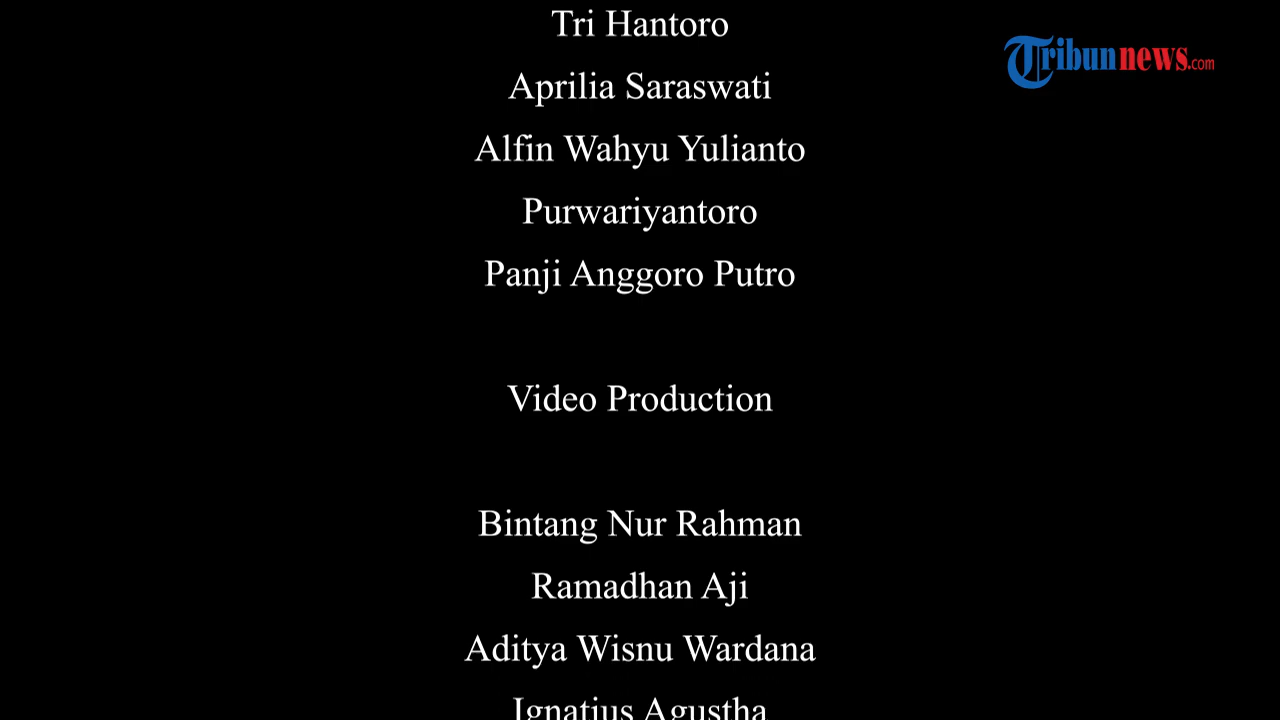 Tri Hantoro
Tribunnews.com
Aprilia Saraswati
Alfin Wahyu Yulianto
Purwariyantoro
Panji Anggoro Putro
Video Production
Bintang Nur Rahman
Ramadhan Aji
Aditya Wisnu Wardana
Ignatius Agustha